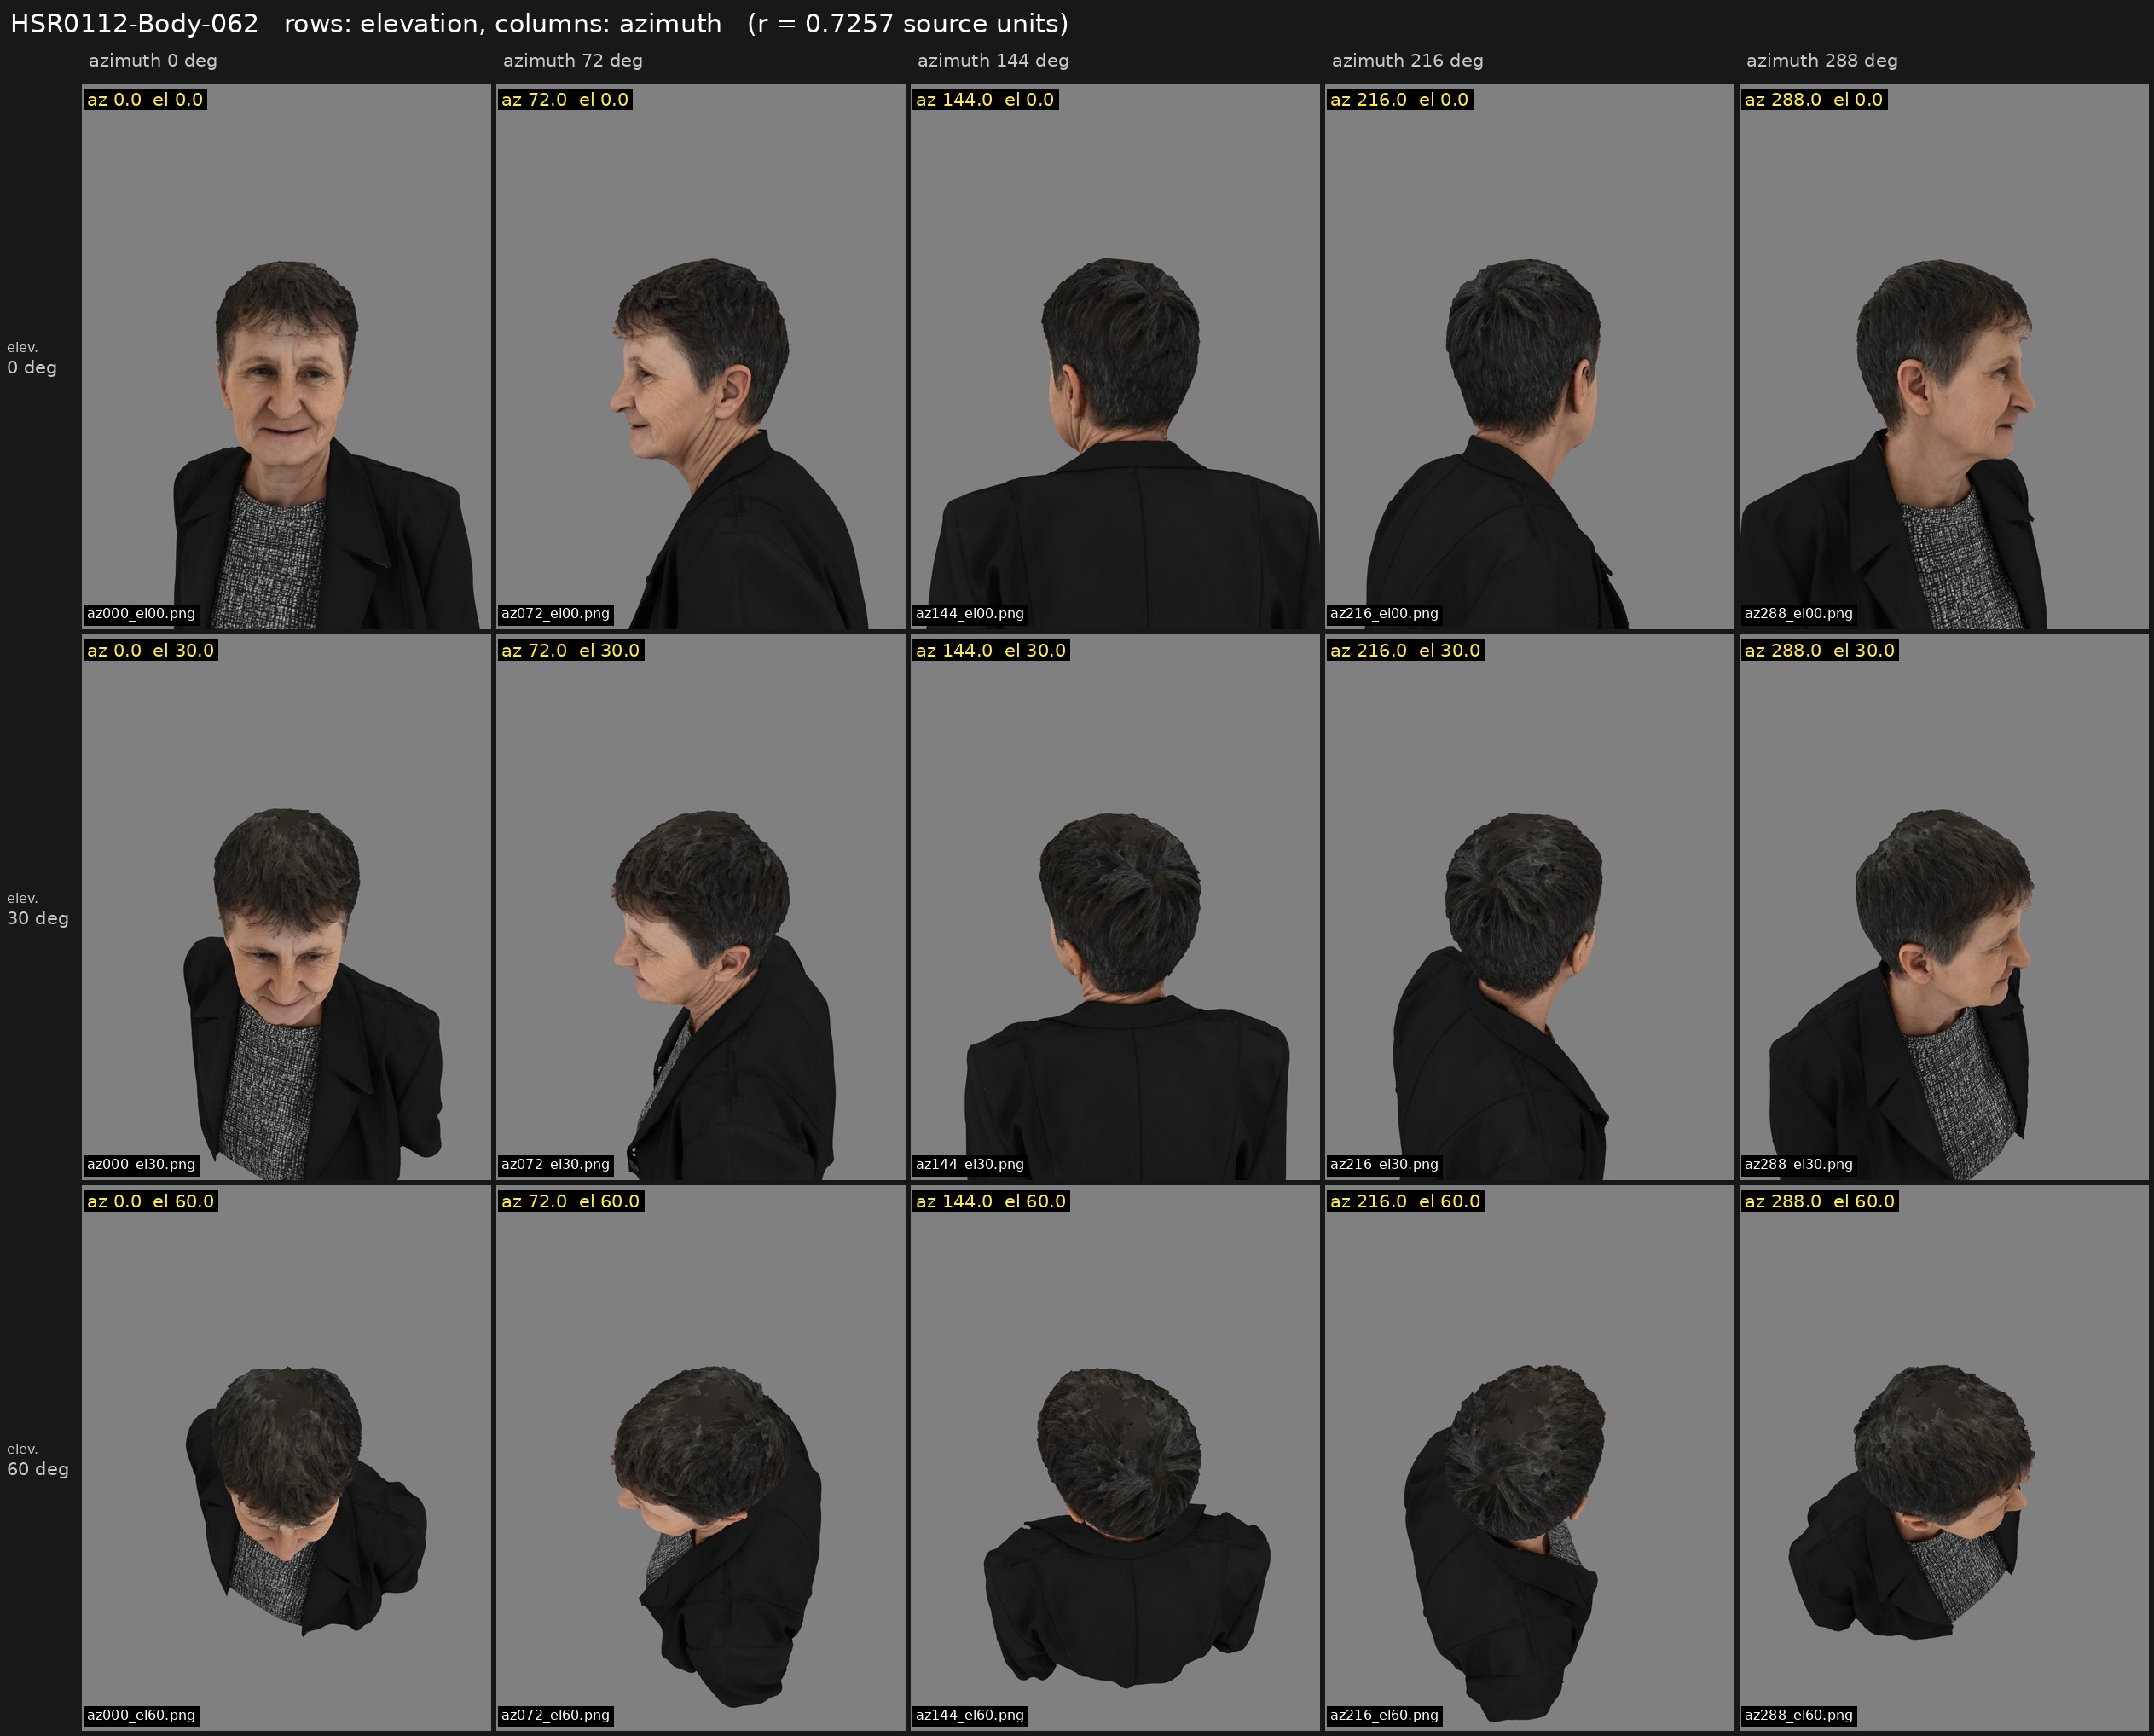 HSR0112-Body-062   rows: elevation, columns: azimuth   (r = 0.7257 source units)
azimuth 0 deg
azimuth 72 deg
azimuth 144 deg
azimuth 216 deg
azimuth 288 deg
elev.
0 deg
az 0.0  el 0.0
az000_el00.png
az 72.0  el 0.0
az072_el00.png
az 144.0  el 0.0
az144_el00.png
az 216.0  el 0.0
az216_el00.png
az 288.0  el 0.0
az288_el00.png
elev.
30 deg
az 0.0  el 30.0
az000_el30.png
az 72.0  el 30.0
az072_el30.png
az 144.0  el 30.0
az144_el30.png
az 216.0  el 30.0
az216_el30.png
az 288.0  el 30.0
az288_el30.png
elev.
60 deg
az 0.0  el 60.0
az000_el60.png
az 72.0  el 60.0
az072_el60.png
az 144.0  el 60.0
az144_el60.png
az 216.0  el 60.0
az216_el60.png
az 288.0  el 60.0
az288_el60.png